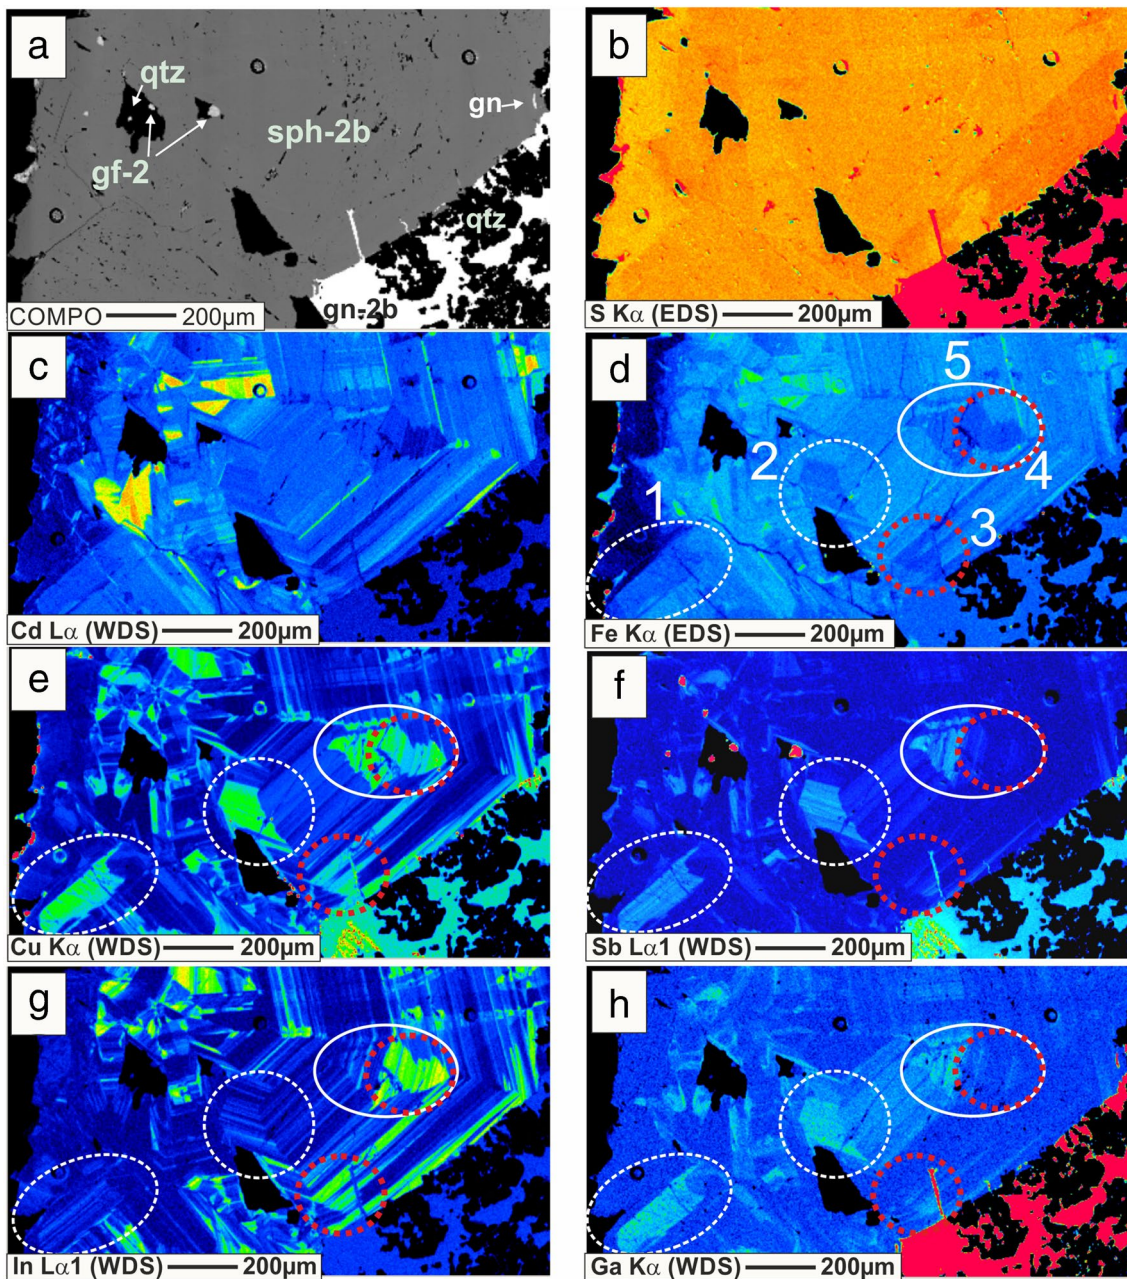 a
qtz
gn
sph-2b
gf-2
qtz
gn-2b
COMPO 200µm
b
S Kα (EDS) 200µm
c
Cd Lα (WDS) 200µm
d
5
2
4
1
3
Fe Kα (EDS) 200µm
e
Cu Kα (WDS) 200µm
f
Sb Lα1 (WDS) 200µm
g
In Lα1 (WDS) 200µm
h
Ga Kα (WDS) 200µm